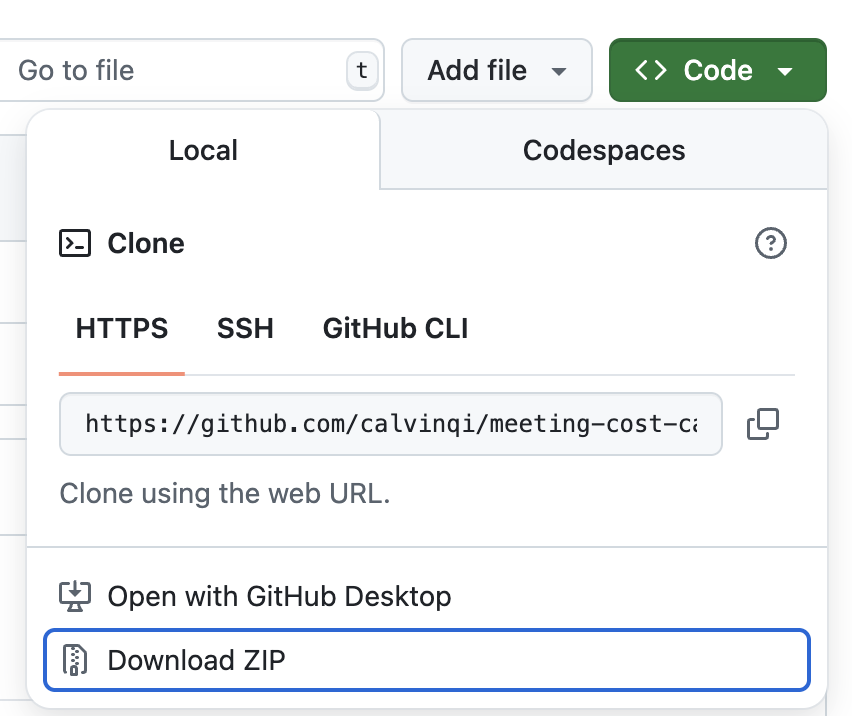 Go to file t Add file Code
Local Codespaces
Clone
HTTPS SSH GitHub CLI
https://github.com/calvinqi/meeting-cost-ca
Clone using the web URL.
Open with GitHub Desktop
Download ZIP